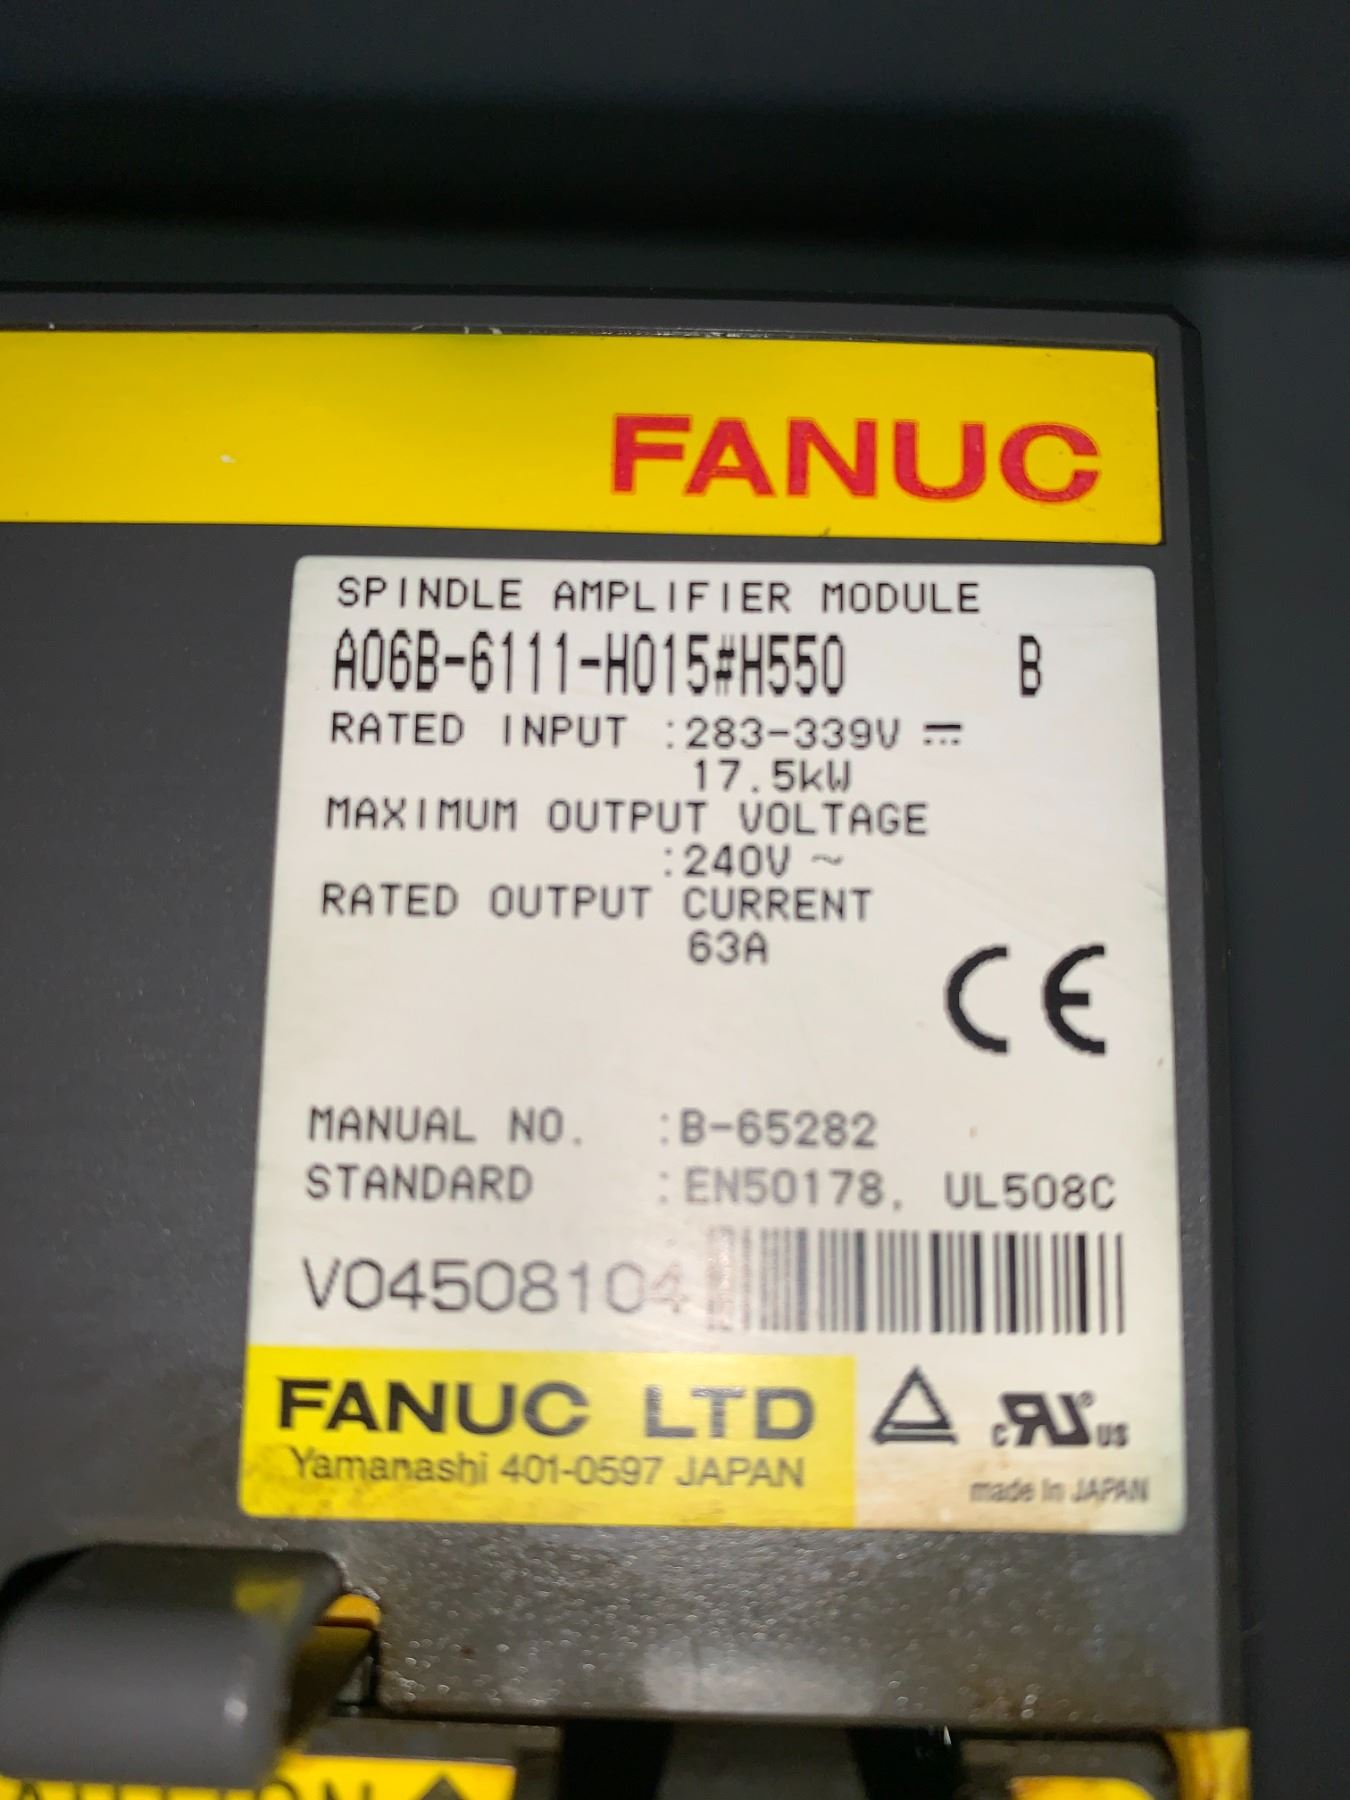 FANUC
SPINDLE AMPLIFIER MODULE
A06B-6111-H015#H550 B
RATED INPUT :283-339V ⎓
17.5kW
MAXIMUM OUTPUT VOLTAGE
:240V ~
RATED OUTPUT CURRENT
63A
CE
MANUAL NO. :B-65282
STANDARD :EN50178, UL508C
V04508104
FANUC LTD
Yamanashi 401-0597 JAPAN
c RU US
made in JAPAN